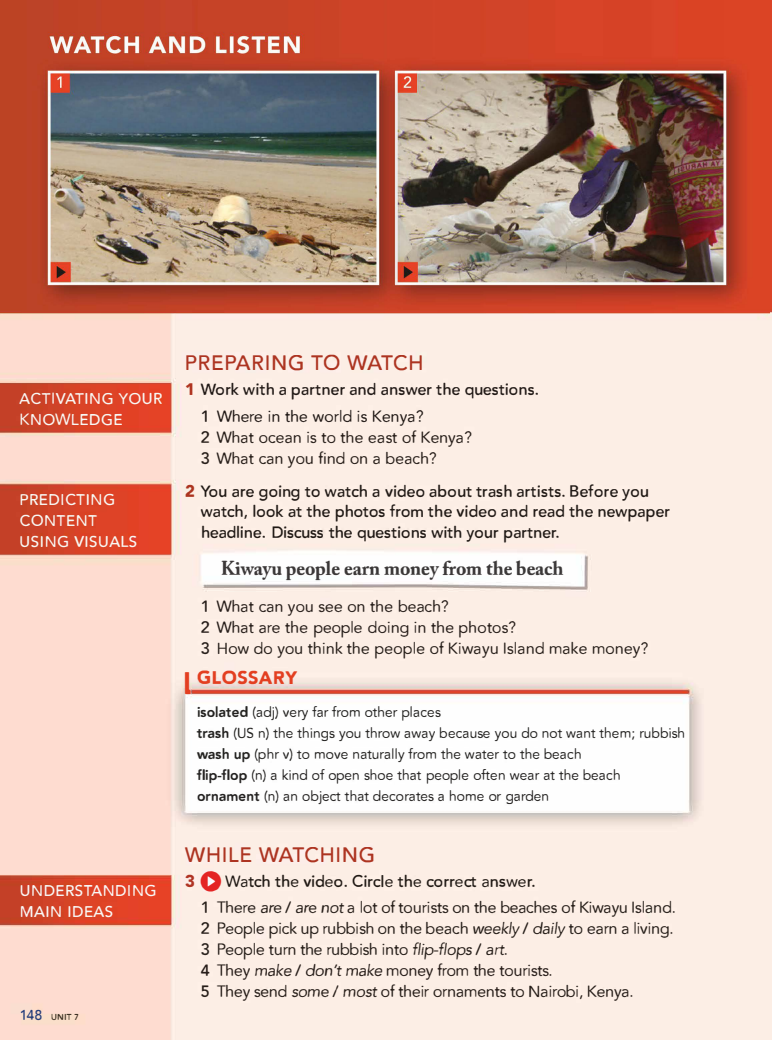 WATCH AND LISTEN
1
2
PREPARING TO WATCH
ACTIVATING YOUR
KNOWLEDGE
1 Work with a partner and answer the questions.
1 Where in the world is Kenya?
2 What ocean is to the east of Kenya?
3 What can you find on a beach?
PREDICTING
CONTENT
USING VISUALS
2 You are going to watch a video about trash artists. Before you
watch, look at the photos from the video and read the newpaper
headline. Discuss the questions with your partner.
Kiwayu people earn money from the beach
1 What can you see on the beach?
2 What are the people doing in the photos?
3 How do you think the people of Kiwayu Island make money?
GLOSSARY
isolated (adj) very far from other places
trash (US n) the things you throw away because you do not want them; rubbish
wash up (phr v) to move naturally from the water to the beach
flip-flop (n) a kind of open shoe that people often wear at the beach
ornament (n) an object that decorates a home or garden
WHILE WATCHING
UNDERSTANDING
MAIN IDEAS
3 Watch the video. Circle the correct answer.
1 There are / are not a lot of tourists on the beaches of Kiwayu Island.
2 People pick up rubbish on the beach weekly / daily to earn a living.
3 People turn the rubbish into flip-flops / art.
4 They make / don't make money from the tourists.
5 They send some / most of their ornaments to Nairobi, Kenya.
148 UNIT 7